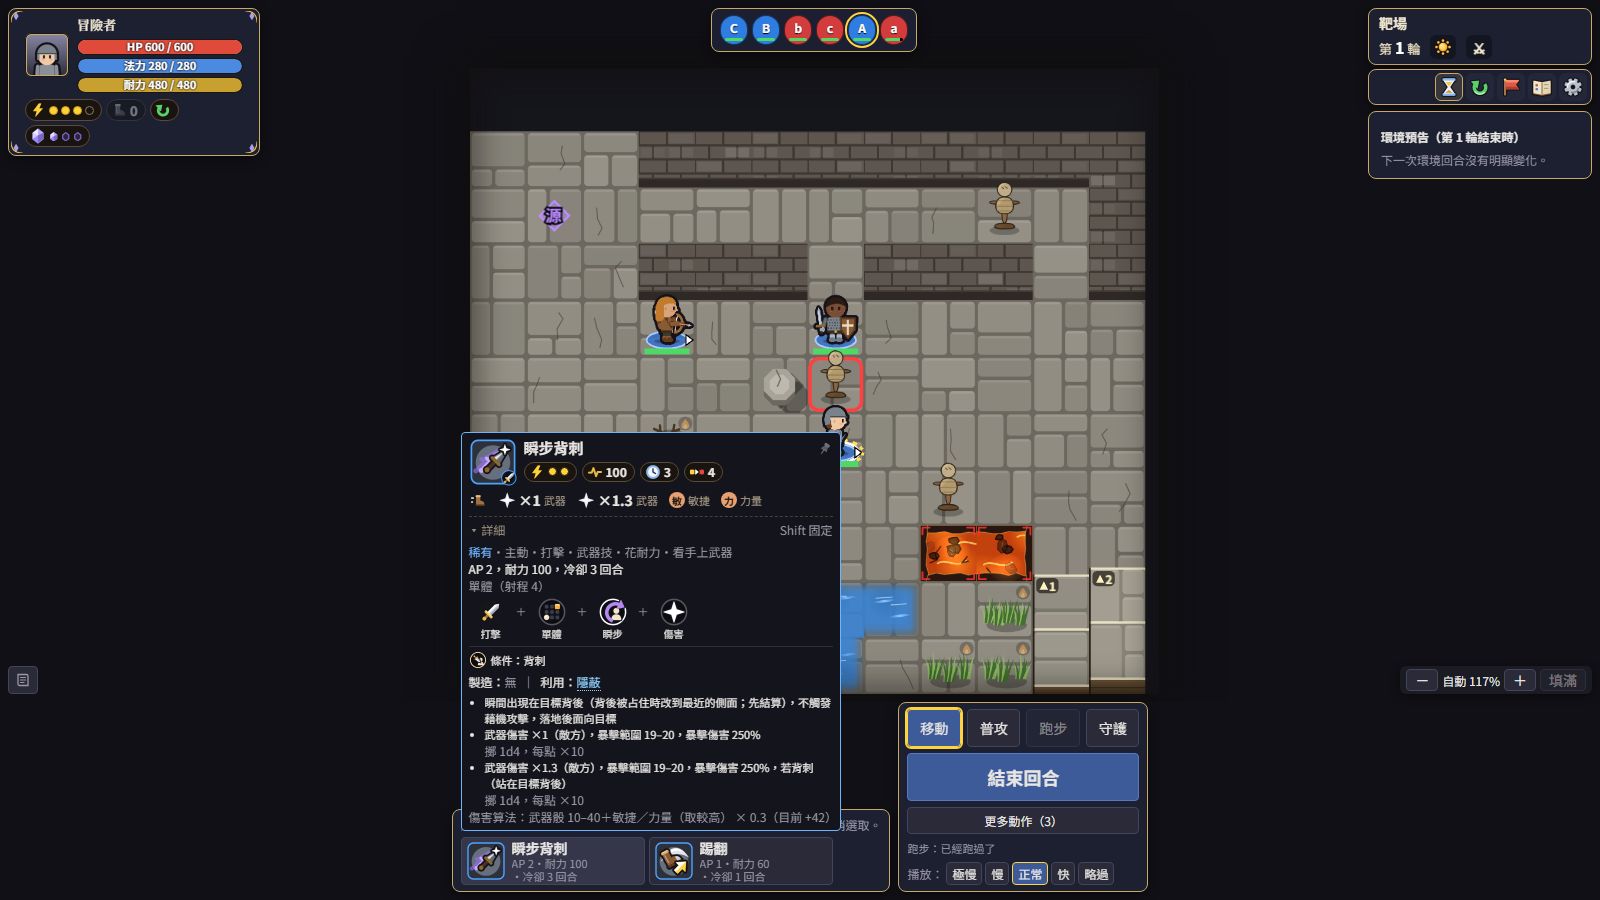 冒險者
HP 600 / 600
法力 280 / 280
耐力 480 / 480
0
C B b c A a
靶場
第 1 輪
環境預告（第 1 輪結束時）
下一次環境回合沒有明顯變化。
源
瞬步背刺
100 3 4
×1 武器 ×1.3 武器 敏 敏捷 力 力量
詳細 Shift 固定
稀有・主動・打擊・武器技・花耐力・看手上武器
AP 2，耐力 100，冷卻 3 回合
單體（射程 4）
+ + +
打擊 單體 瞬步 傷害
條件：背刺
製造：無 ｜ 利用：隱蔽
• 瞬間出現在目標背後（背後被占住時改到最近的側面；先結算），不觸發
藉機攻擊，落地後面向目標
• 武器傷害 ×1（敵方），暴擊範圍 19–20，暴擊傷害 250%
擲 1d4，每點 ×10
• 武器傷害 ×1.3（敵方），暴擊範圍 19–20，暴擊傷害 250%，若背刺
（站在目標背後）
擲 1d4，每點 ×10
傷害算法：武器骰 10–40＋敏捷／力量（取較高） × 0.3（目前 +42）
選取。
▲1
▲2
瞬步背刺
AP 2・耐力 100
・冷卻 3 回合
踢翻
AP 1・耐力 60
・冷卻 1 回合
− 自動 117% + 填滿
移動 普攻 跑步 守護
結束回合
更多動作（3）
跑步：已經跑過了
播放： 極慢 慢 正常 快 略過